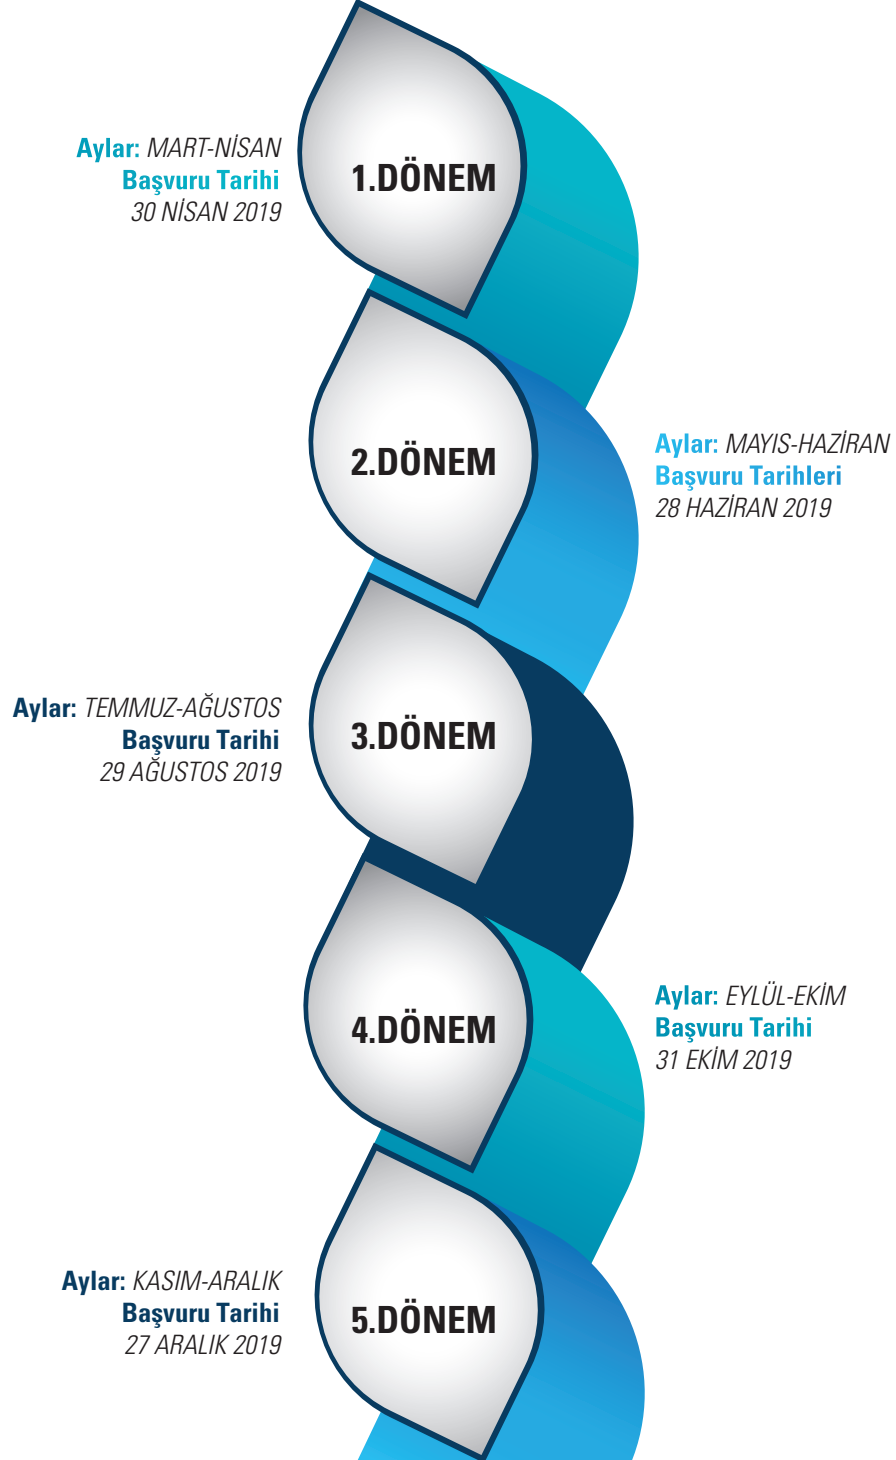 1.DÖNEM
Aylar: MART-NİSAN
Başvuru Tarihi
30 NİSAN 2019
2.DÖNEM
Aylar: MAYIS-HAZİRAN
Başvuru Tarihleri
28 HAZİRAN 2019
3.DÖNEM
Aylar: TEMMUZ-AĞUSTOS
Başvuru Tarihi
29 AĞUSTOS 2019
4.DÖNEM
Aylar: EYLÜL-EKİM
Başvuru Tarihi
31 EKİM 2019
5.DÖNEM
Aylar: KASIM-ARALIK
Başvuru Tarihi
27 ARALIK 2019